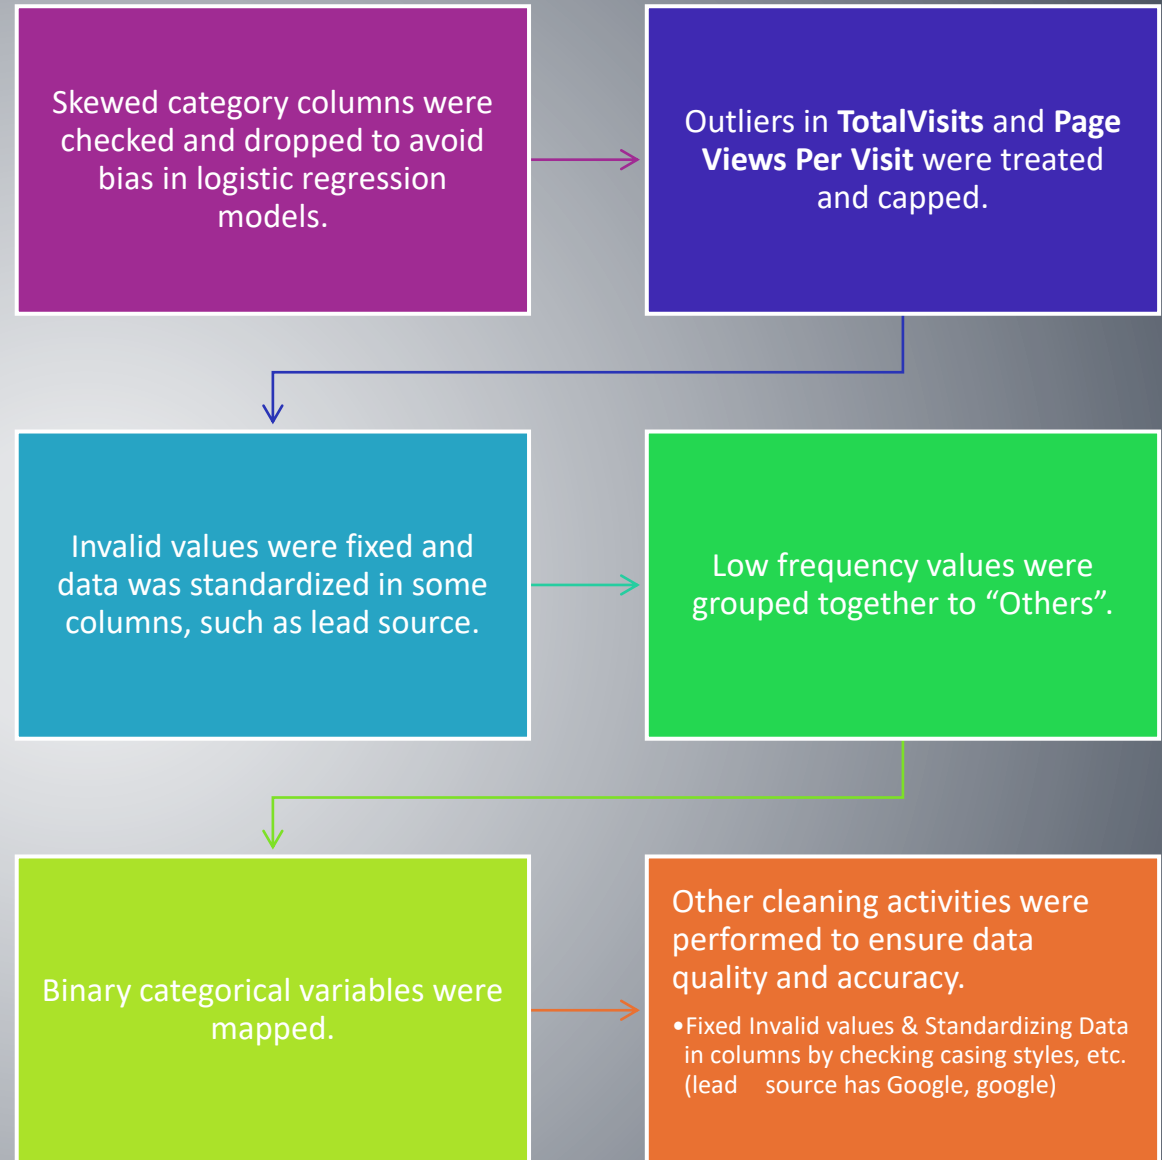 Skewed category columns were
checked and dropped to avoid
bias in logistic regression
models.
Outliers in TotalVisits and Page
Views Per Visit were treated
and capped.
Invalid values were fixed and
data was standardized in some
columns, such as lead source.
Low frequency values were
grouped together to “Others”.
Binary categorical variables were
mapped.
Other cleaning activities were
performed to ensure data
quality and accuracy.
•Fixed Invalid values & Standardizing Data
in columns by checking casing styles, etc.
(lead    source has Google, google)